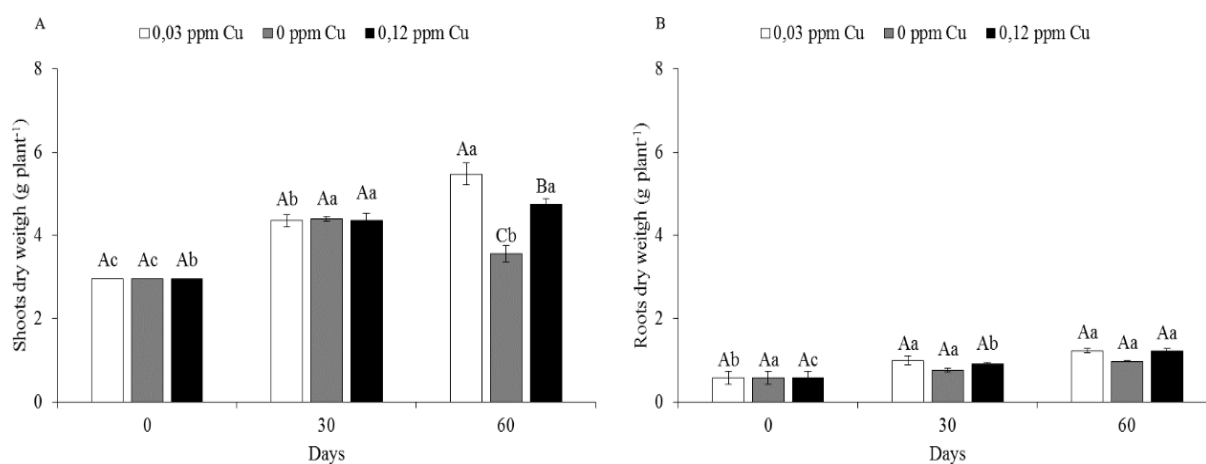 A
0,03 ppm Cu 0 ppm Cu 0,12 ppm Cu
Shoots dry weitgh (g plant⁻¹)
8
6
4
2
0
Ac Ac Ab
Ab Aa Aa
Aa Cb Ba
0 30 60
Days
B
0,03 ppm Cu 0 ppm Cu 0,12 ppm Cu
Roots dry weitgh (g plant⁻¹)
8
6
4
2
0
Ab Aa Ac
Aa Aa Ab
Aa Aa Aa
0 30 60
Days